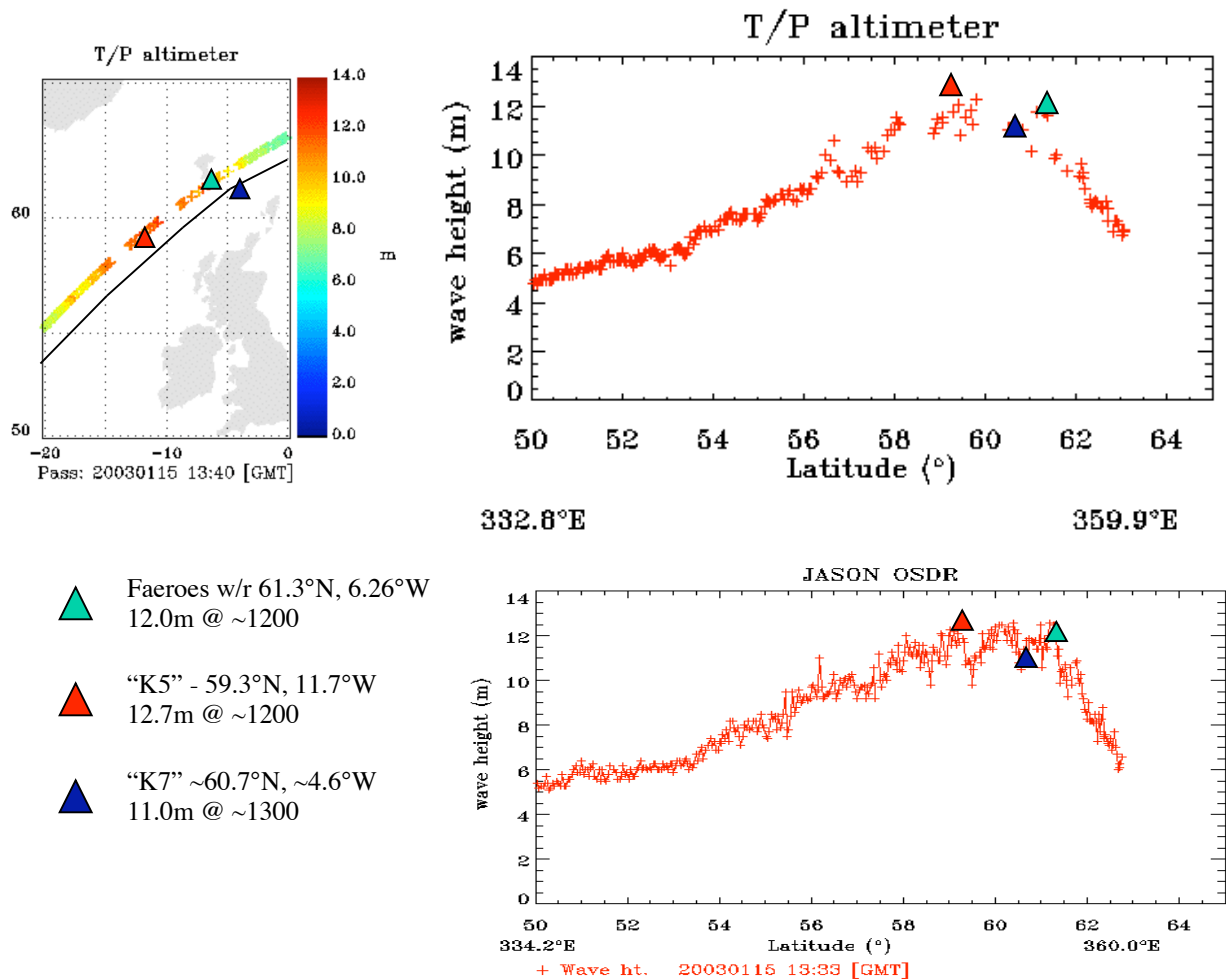 T/P altimeter
14.0
12.0
10.0
8.0
6.0
4.0
2.0
0.0
m
60
50
-20 -10 0
Pass: 20030115 13:40 [GMT]
T/P altimeter
wave height (m)
14
12
10
8
6
4
2
0
50 52 54 56 58 60 62 64
Latitude (°)
332.8°E 359.9°E
Faeroes w/r 61.3°N, 6.26°W
12.0m @ ~1200
“K5” - 59.3°N, 11.7°W
12.7m @ ~1200
“K7” ~60.7°N, ~4.6°W
11.0m @ ~1300
JASON OSDR
wave height (m)
14
12
10
8
6
4
2
0
50 52 54 56 58 60 62 64
334.2°E Latitude (°) 360.0°E
+ Wave ht. 20030115 13:33 [GMT]